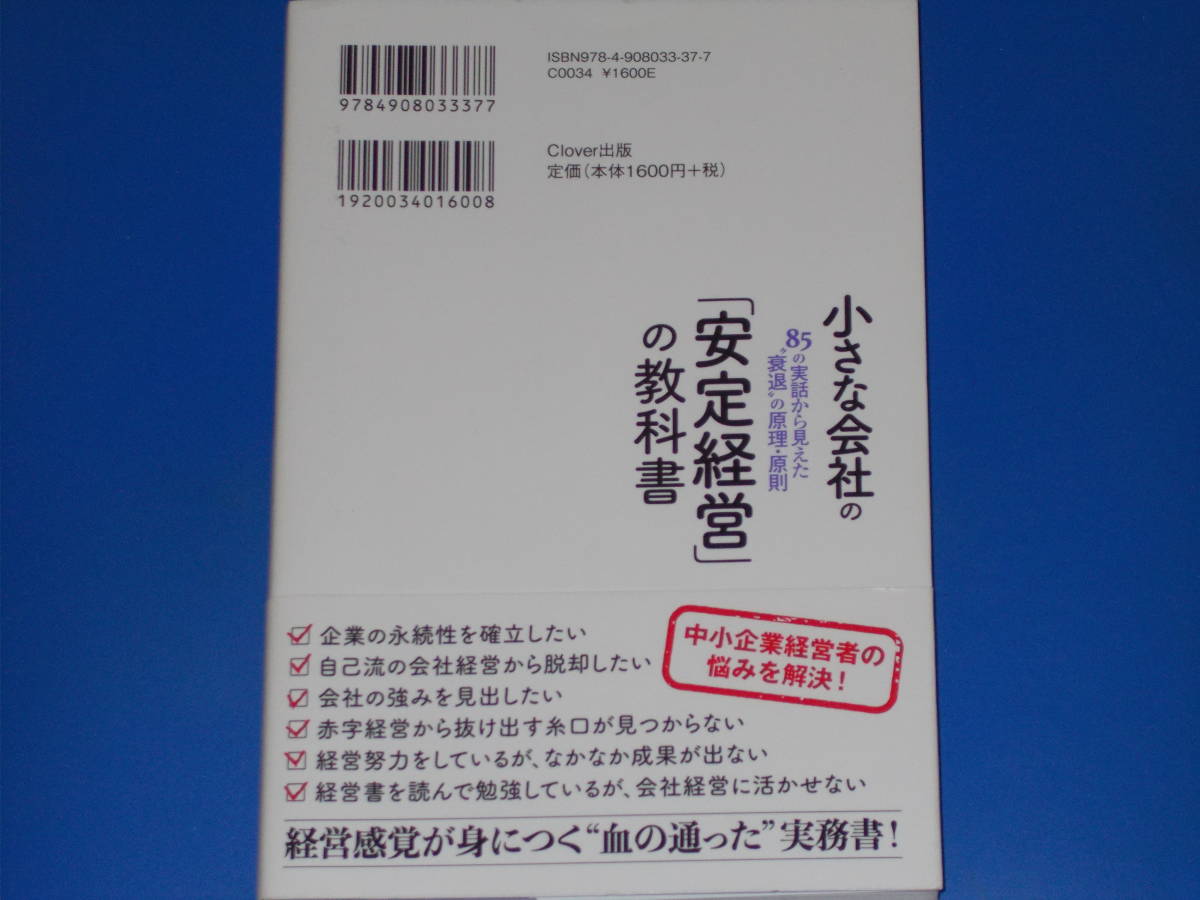 ISBN978-4-908033-37-7
C0034 ¥1600E
9784908033377
Clover出版
定価(本体1600円+税)
1920034016008
小さな会社の
85の実話から見えた
〝衰退〟の原理・原則
「安定経営」
の教科書
中小企業経営者の
悩みを解決!
企業の永続性を確立したい
自己流の会社経営から脱却したい
会社の強みを見出したい
赤字経営から抜け出す糸口が見つからない
経営努力をしているが、なかなか成果が出ない
経営書を読んで勉強しているが、会社経営に活かせない
経営感覚が身につく“血の通った”実務書!